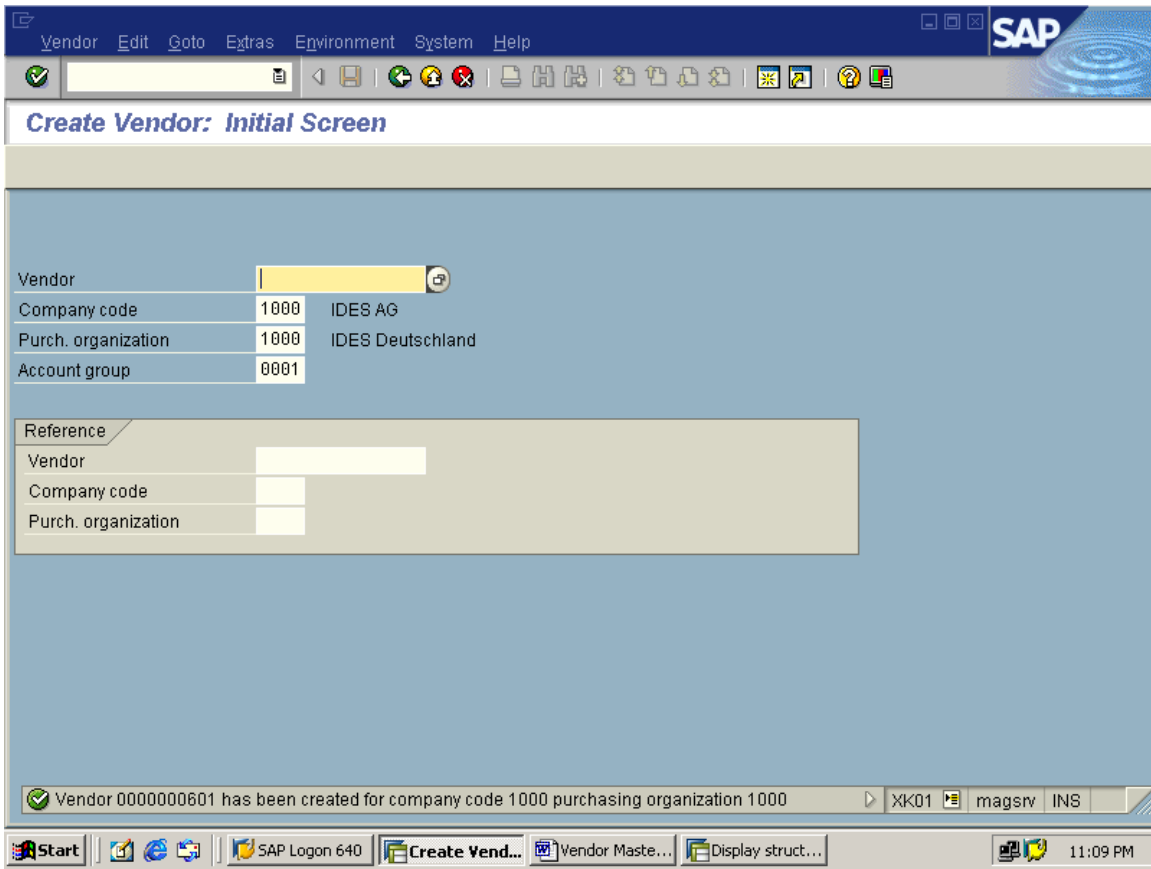 Vendor Edit Goto Extras Environment System Help
SAP
Create Vendor: Initial Screen
Vendor
Company code 1000 IDES AG
Purch. organization 1000 IDES Deutschland
Account group 0001
Reference
Vendor
Company code
Purch. organization
Vendor 0000000601 has been created for company code 1000 purchasing organization 1000 XK01 magsrv INS
Start SAP Logon 640 Create Vend... Vendor Maste... Display struct... 11:09 PM